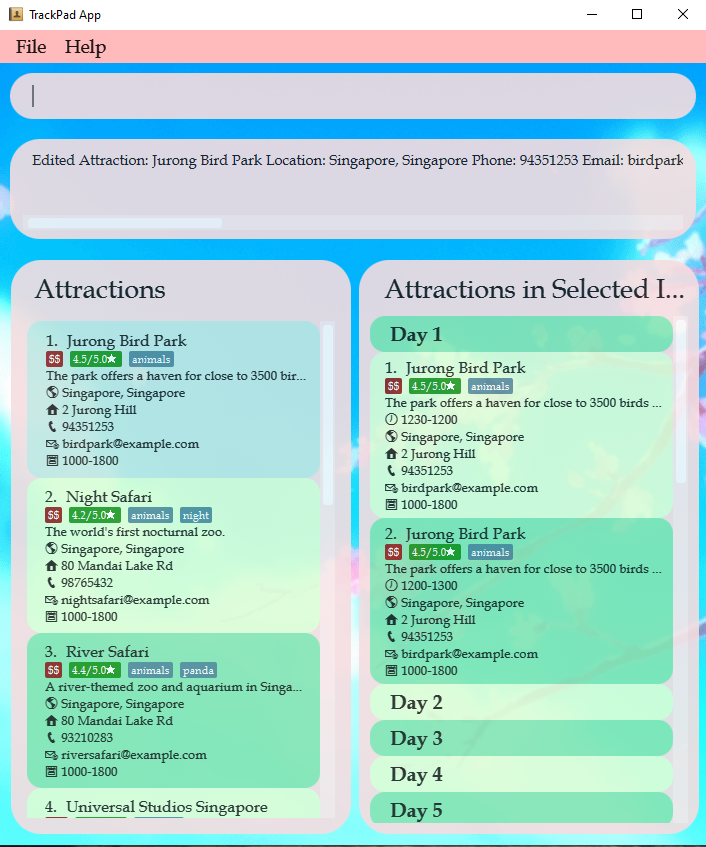 TrackPad App
File Help
Edited Attraction: Jurong Bird Park Location: Singapore, Singapore Phone: 94351253 Email: birdpark
Attractions
1. Jurong Bird Park
$$ 4.5/5.0★ animals
The park offers a haven for close to 3500 bir...
Singapore, Singapore
2 Jurong Hill
94351253
birdpark@example.com
1000-1800
2. Night Safari
$$ 4.2/5.0★ animals night
The world's first nocturnal zoo.
Singapore, Singapore
80 Mandai Lake Rd
98765432
nightsafari@example.com
1000-1800
3. River Safari
$$ 4.4/5.0★ animals panda
A river-themed zoo and aquarium in Singa...
Singapore, Singapore
80 Mandai Lake Rd
93210283
riversafari@example.com
1000-1800
4. Universal Studios Singapore
Attractions in Selected I...
Day 1
1. Jurong Bird Park
$$ 4.5/5.0★ animals
The park offers a haven for close to 3500 birds ...
1230-1200
Singapore, Singapore
2 Jurong Hill
94351253
birdpark@example.com
1000-1800
2. Jurong Bird Park
$$ 4.5/5.0★ animals
The park offers a haven for close to 3500 birds ...
1200-1300
Singapore, Singapore
2 Jurong Hill
94351253
birdpark@example.com
1000-1800
Day 2
Day 3
Day 4
Day 5